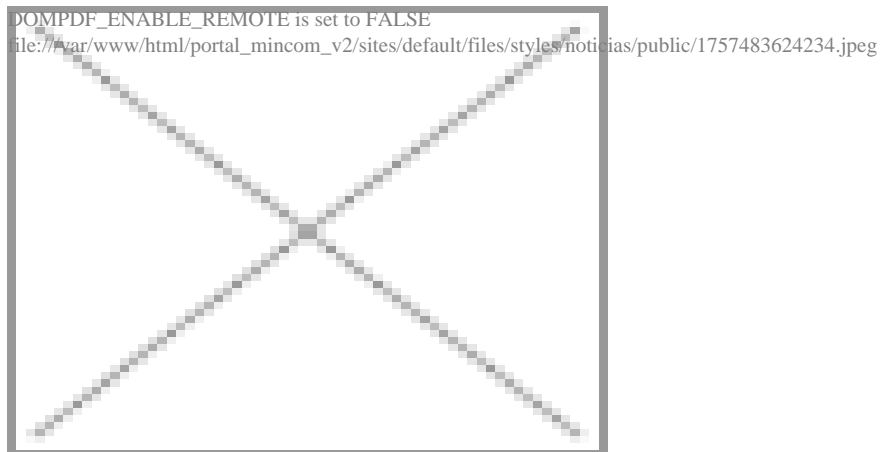 DOMPDF_ENABLE_REMOTE is set to FALSE
file:///var/www/html/portal_mincom_v2/sites/default/files/styles/noticias/public/1757483624234.jpeg